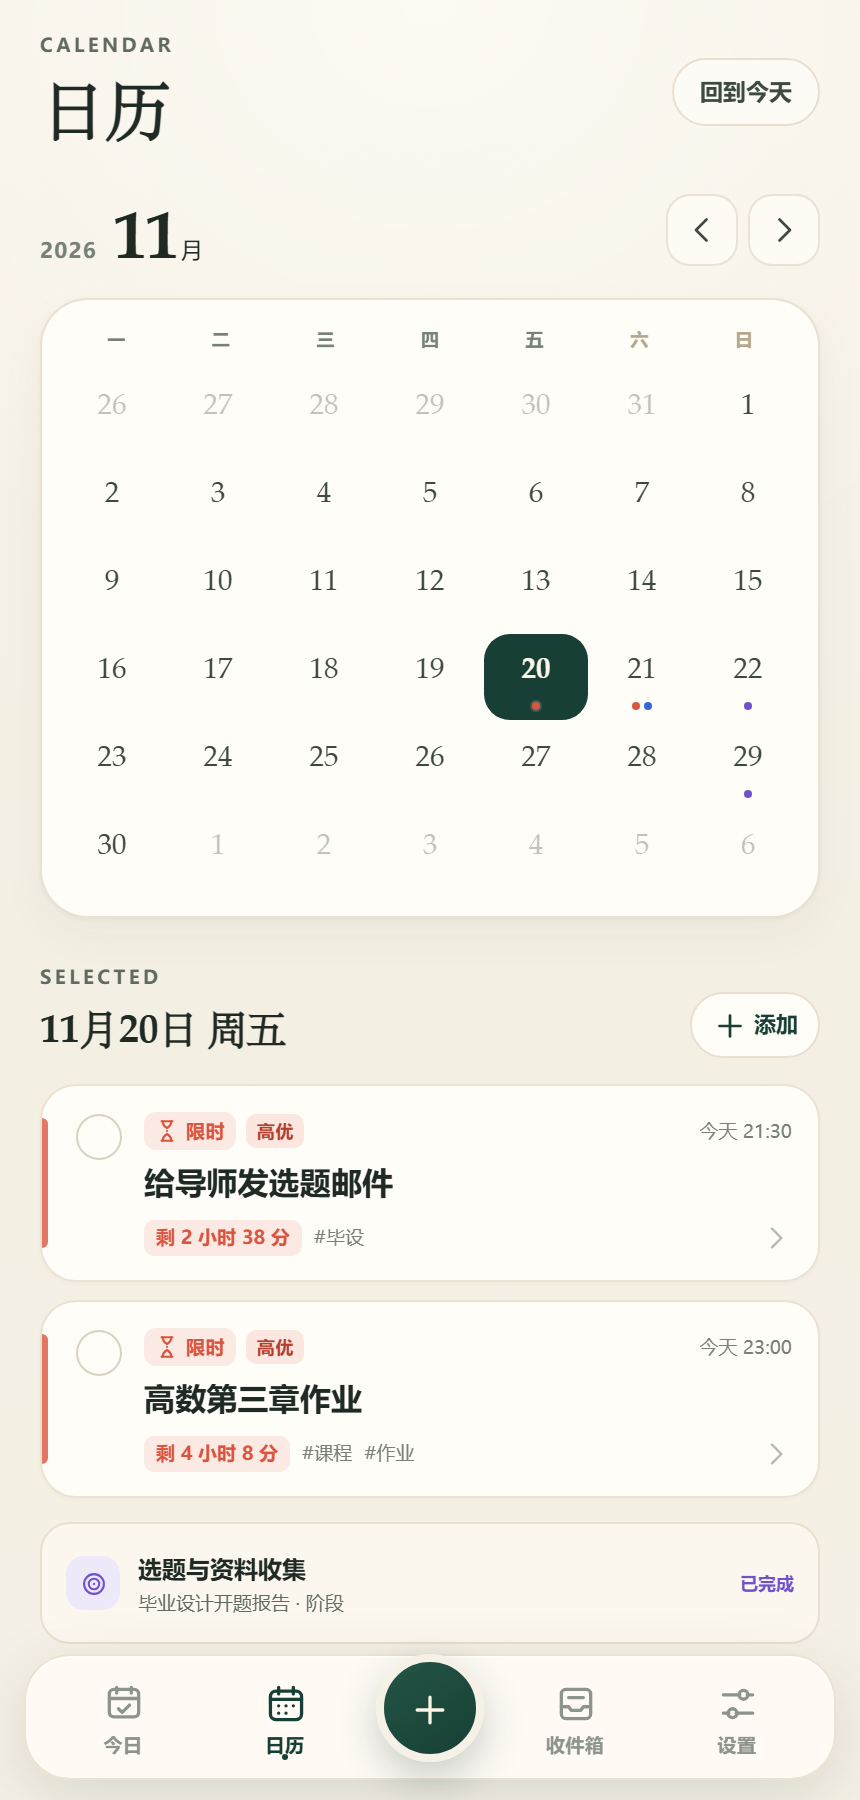 CALENDAR
日历
回到今天
2026 11月
一 二 三 四 五 六 日
26 27 28 29 30 31 1
2 3 4 5 6 7 8
9 10 11 12 13 14 15
16 17 18 19 20 21 22
23 24 25 26 27 28 29
30 1 2 3 4 5 6
SELECTED
11月20日 周五
添加
限时 高优 今天 21:30
给导师发选题邮件
剩 2 小时 38 分 #毕设
限时 高优 今天 23:00
高数第三章作业
剩 4 小时 8 分 #课程 #作业
选题与资料收集
毕业设计开题报告 · 阶段
已完成
今日 日历 收件箱 设置